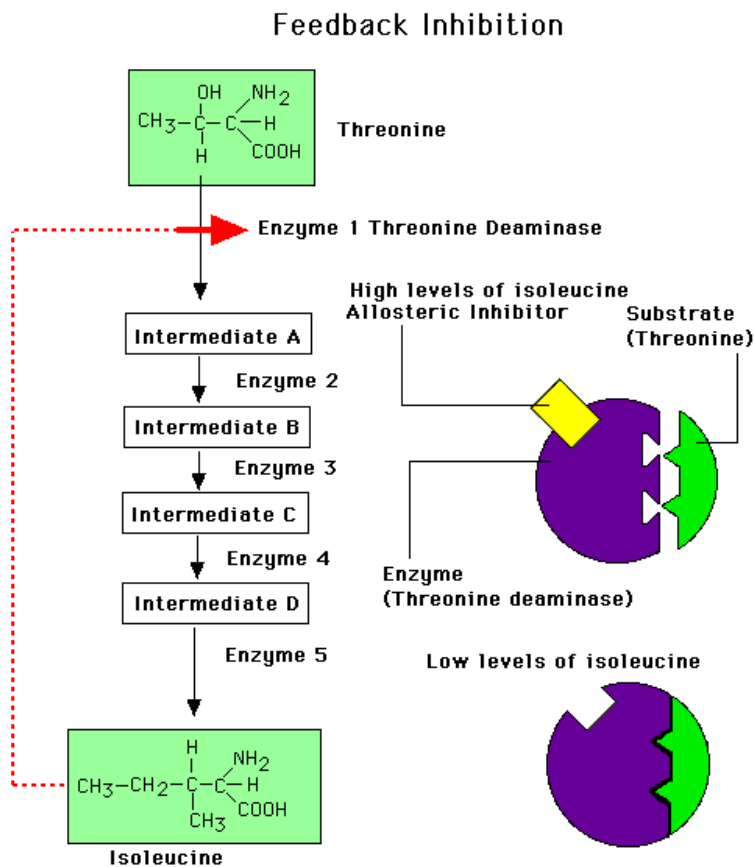 Feedback Inhibition
OH NH2
CH3-C-C-H
H COOH
Threonine
Enzyme 1 Threonine Deaminase
High levels of isoleucine
Allosteric Inhibitor
Substrate
(Threonine)
Intermediate A
Enzyme 2
Intermediate B
Enzyme 3
Intermediate C
Enzyme 4
Intermediate D
Enzyme
(Threonine deaminase)
Enzyme 5
Low levels of isoleucine
H NH2
CH3-CH2-C-C-H
COOH
CH3
Isoleucine